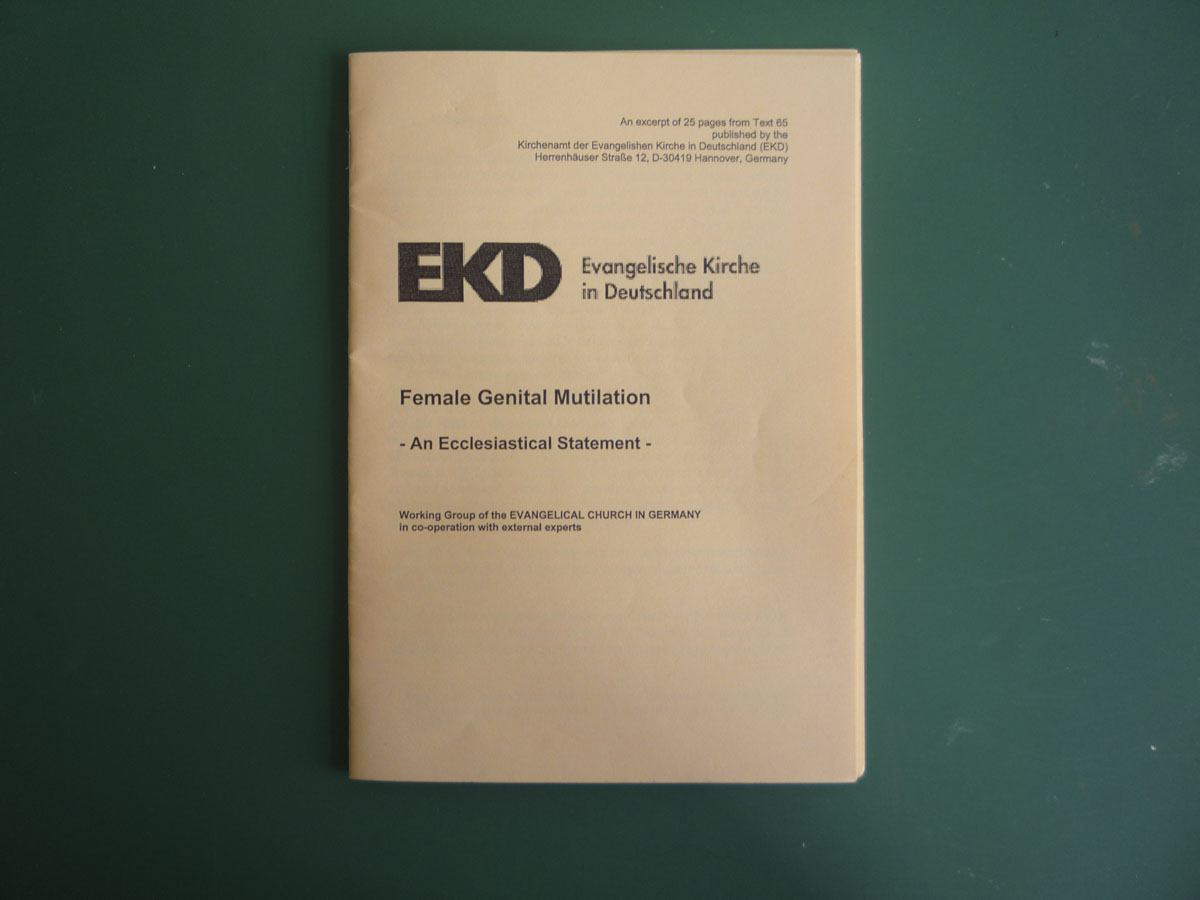 An excerpt of 25 pages from Text 65
published by the
Kirchenamt der Evangelishen Kirche in Deutschland (EKD)
Herrenhäuser Straße 12, D-30419 Hannover, Germany
EKD
Evangelische Kirche
in Deutschland
Female Genital Mutilation
- An Ecclesiastical Statement -
Working Group of the EVANGELICAL CHURCH IN GERMANY
in co-operation with external experts